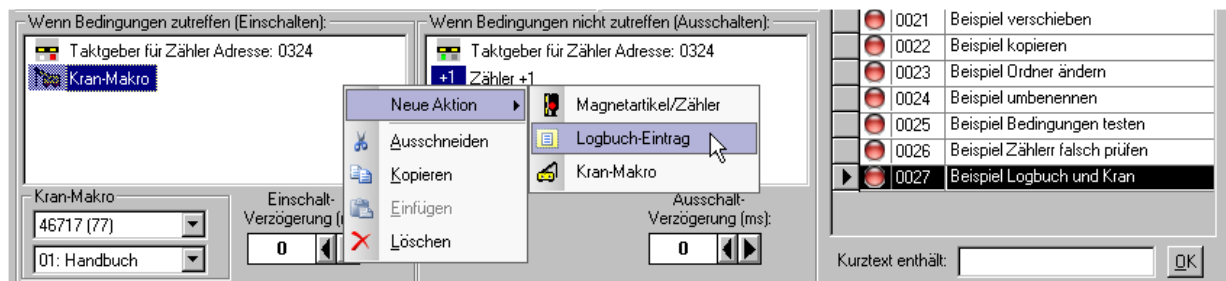 Wenn Bedingungen zutreffen (Einschalten):
Taktgeber für Zähler Adresse: 0324
Kran-Makro
Wenn Bedingungen nicht zutreffen (Ausschalten):
Taktgeber für Zähler Adresse: 0324
+1 Zähler +1
Neue Aktion
Ausschneiden
Kopieren
Einfügen
Löschen
Magnetartikel/Zähler
Logbuch-Eintrag
Kran-Makro
Kran-Makro
46717 (77)
01: Handbuch
Einschalt-
Verzögerung
0
Ausschalt-
Verzögerung (ms):
0
0021 Beispiel verschieben
0022 Beispiel kopieren
0023 Beispiel Ordner ändern
0024 Beispiel umbenennen
0025 Beispiel Bedingungen testen
0026 Beispiel Zählerr falsch prüfen
0027 Beispiel Logbuch und Kran
Kurztext enthält:
OK